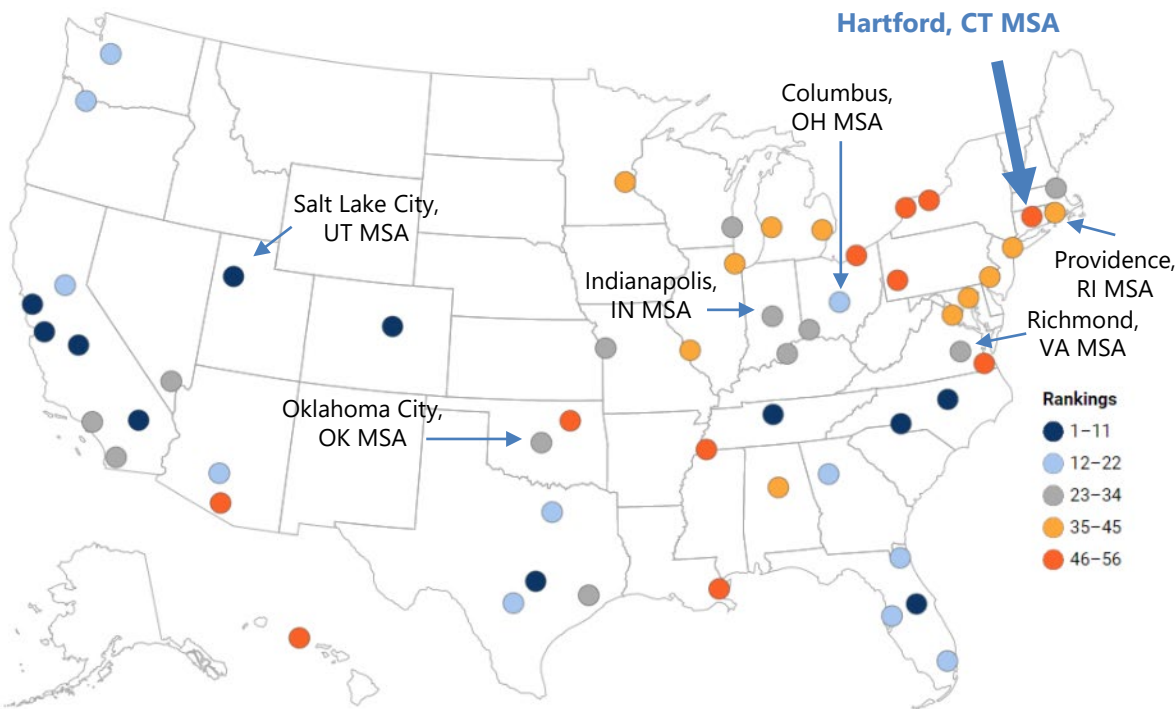 Hartford, CT MSA
Columbus,
OH MSA
Salt Lake City,
UT MSA
Indianapolis,
IN MSA
Providence,
RI MSA
Richmond,
VA MSA
Oklahoma City,
OK MSA
Rankings
1–11
12–22
23–34
35–45
46–56